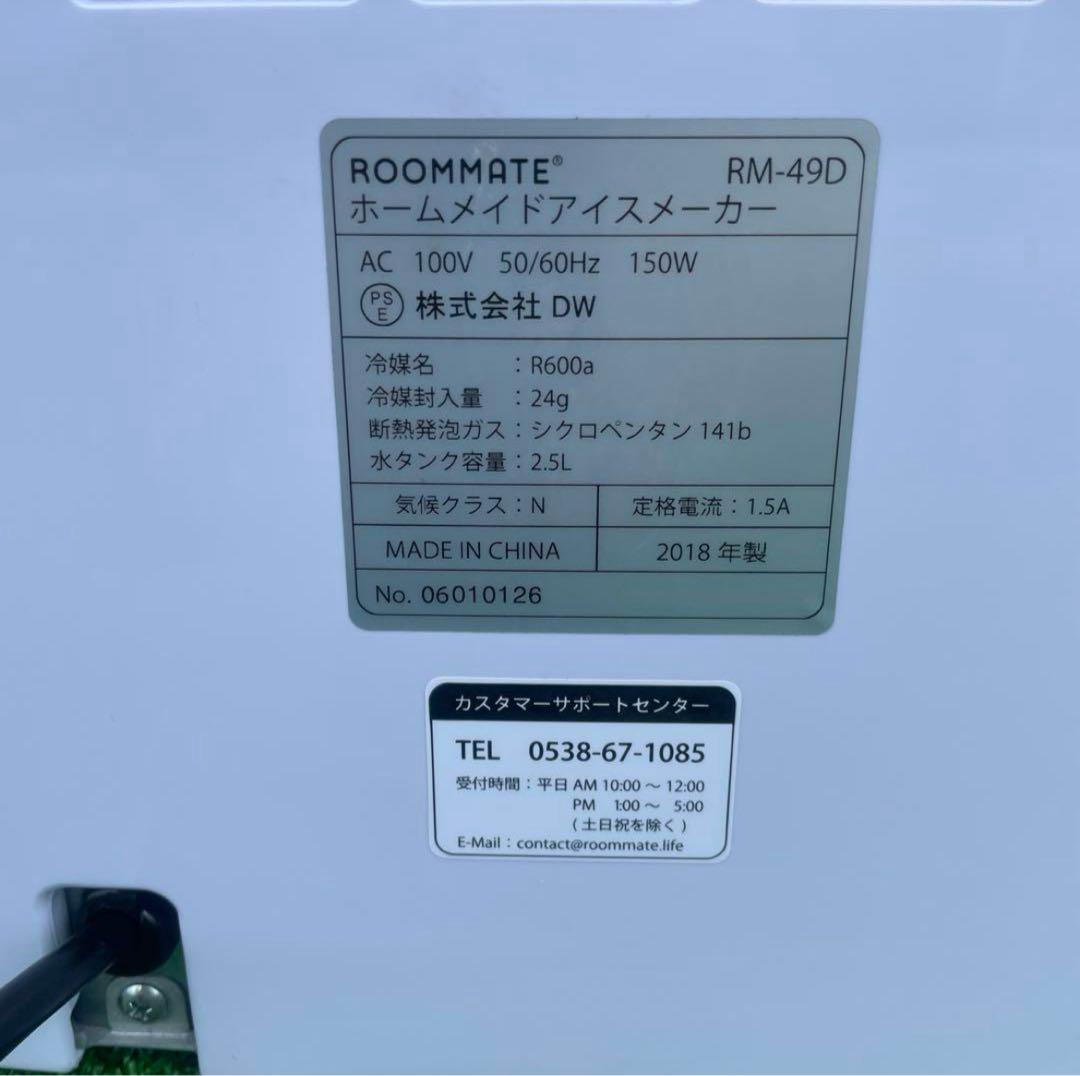 ROOMMATE® RM-49D
ホームメイドアイスメーカー
AC 100V 50/60Hz 150W
PSE 株式会社 DW
冷媒名 : R600a
冷媒封入量 : 24g
断熱発泡ガス : シクロペンタン 141b
水タンク容量 : 2.5L
気候クラス : N 定格電流 : 1.5A
MADE IN CHINA 2018 年製
No. 06010126
カスタマーサポートセンター
TEL 0538-67-1085
受付時間 : 平日 AM 10:00 ～ 12:00
PM 1:00 ～ 5:00
(土日祝を除く)
E-Mail : contact@roommate.life